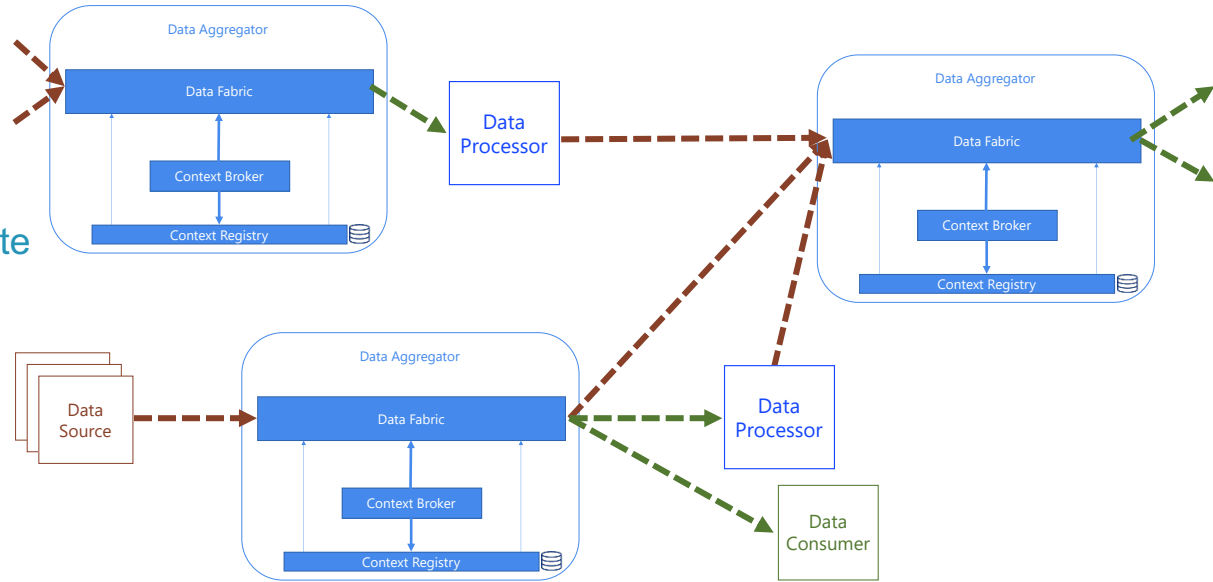 Data Aggregator
Data Fabric
Context Broker
Context Registry
Data
Processor
Data Aggregator
Data Fabric
Context Broker
Context Registry
te
Data
Source
Data Aggregator
Data Fabric
Context Broker
Context Registry
Data
Processor
Data
Consumer